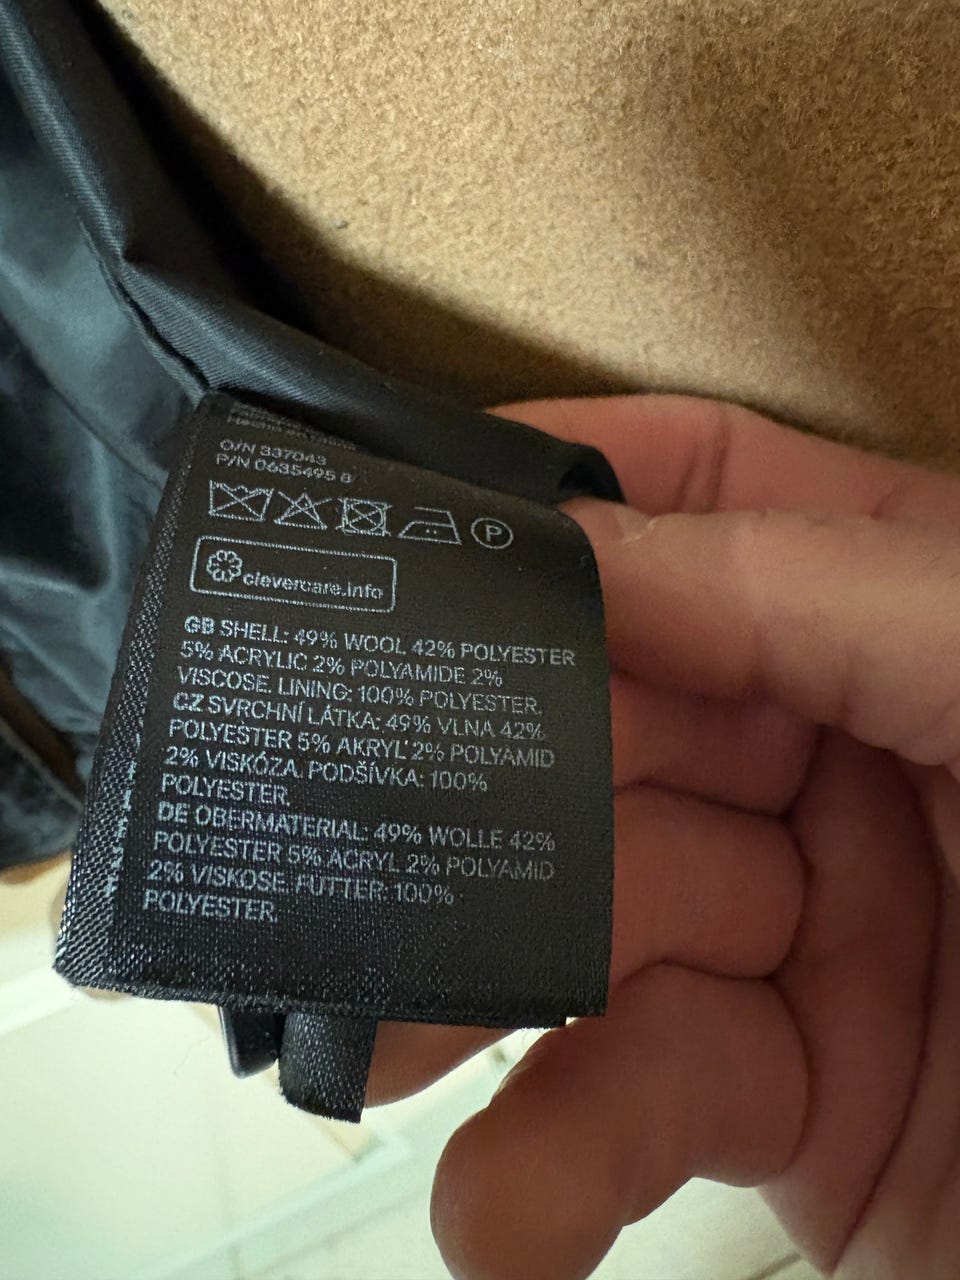 O/N 337043
P/N 0635495 8
P
clevercare.info
GB SHELL: 49% WOOL 42% POLYESTER
5% ACRYLIC 2% POLYAMIDE 2%
VISCOSE. LINING: 100% POLYESTER.
CZ SVRCHNÍ LÁTKA: 49% VLNA 42%
POLYESTER 5% AKRYL 2% POLYAMID
2% VISKÓZA. PODŠÍVKA: 100%
POLYESTER.
DE OBERMATERIAL: 49% WOLLE 42%
POLYESTER 5% ACRYL 2% POLYAMID
2% VISKOSE. FUTTER: 100%
POLYESTER.